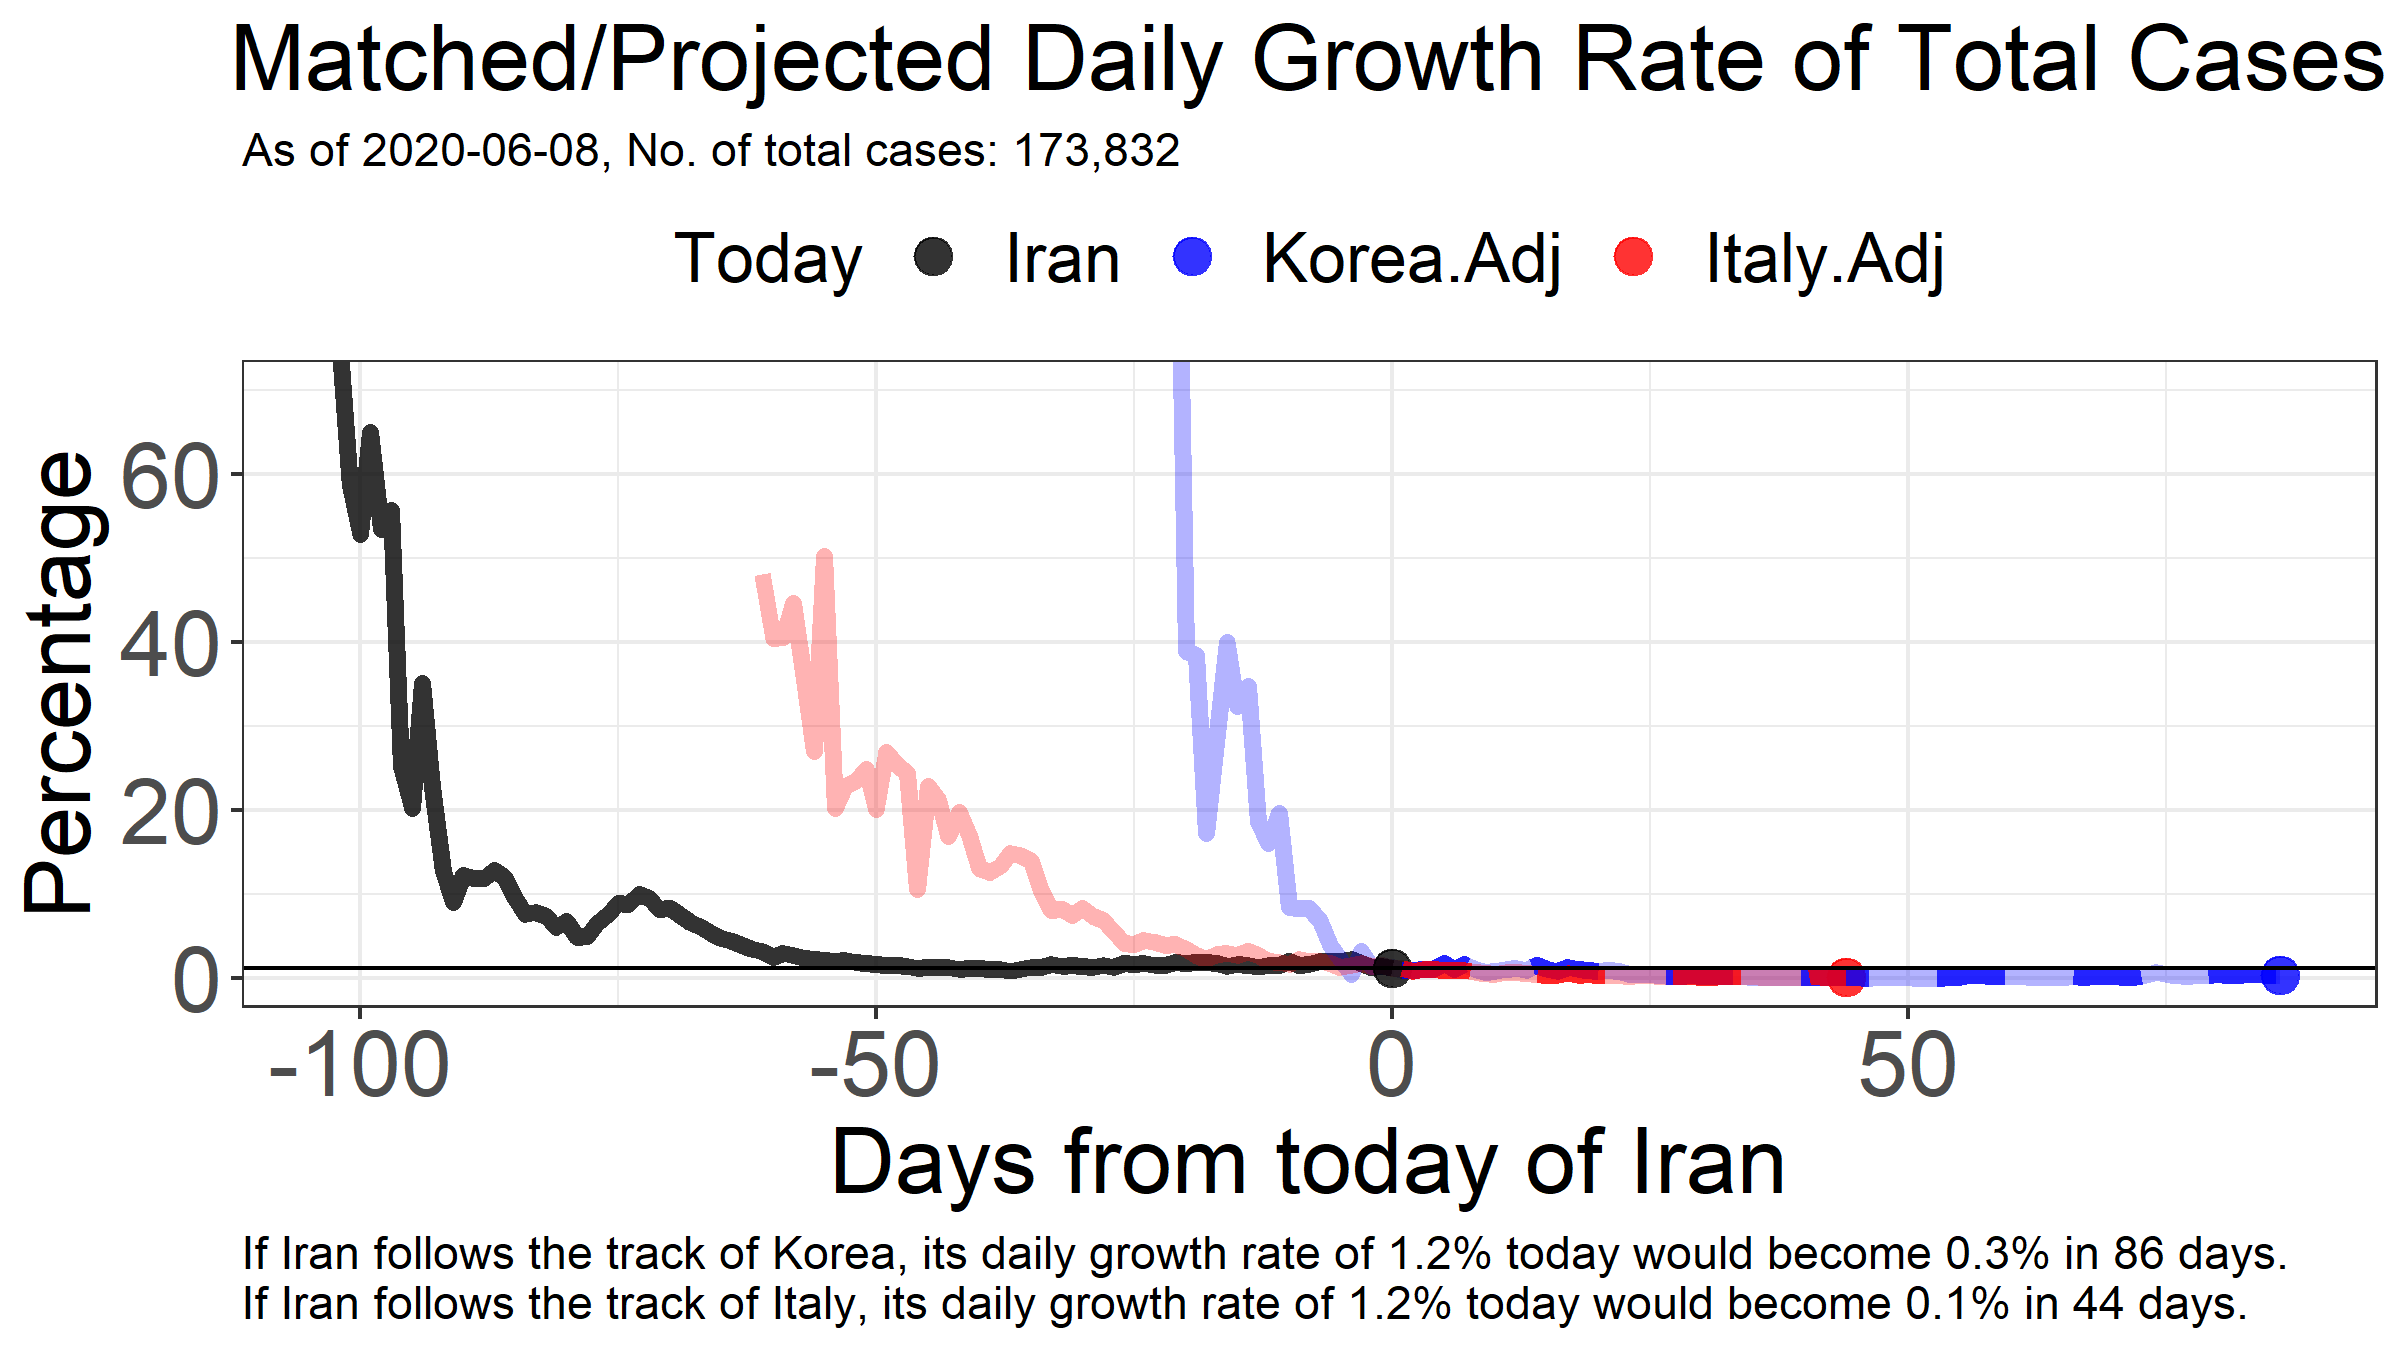 Matched/Projected Daily Growth Rate of Total Cases
As of 2020-06-08, No. of total cases: 173,832
Today Iran Korea.Adj Italy.Adj
Percentage
60
40
20
0
-100 -50 0 50
Days from today of Iran
If Iran follows the track of Korea, its daily growth rate of 1.2% today would become 0.3% in 86 days.
If Iran follows the track of Italy, its daily growth rate of 1.2% today would become 0.1% in 44 days.